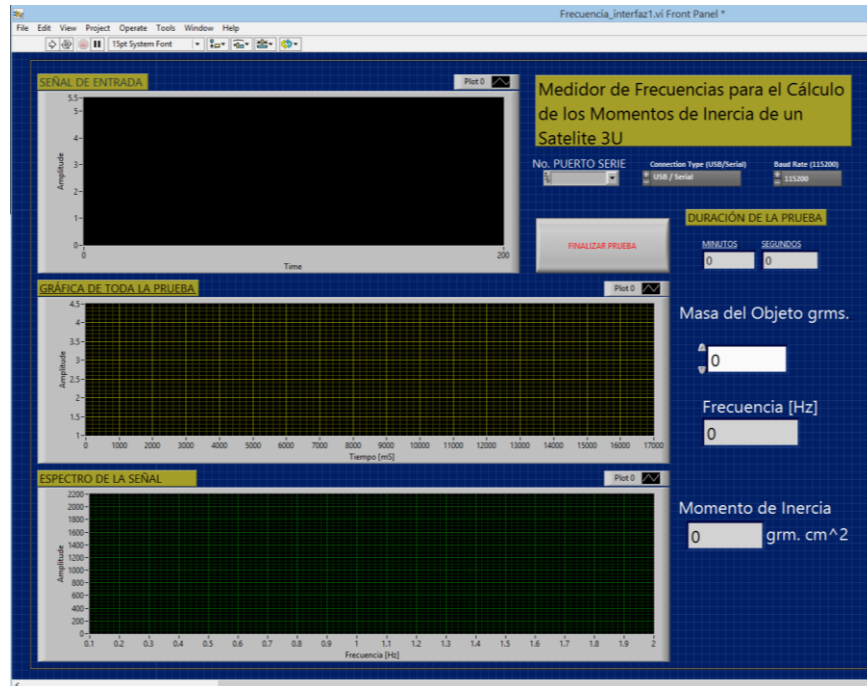 Frecuencia_interfaz1.vi Front Panel *
File Edit View Project Operate Tools Window Help
15pt System Font
SEÑAL DE ENTRADA
Plot 0
5.5
5
4
3
2
1
0
Amplitude
0
200
Time
Medidor de Frecuencias para el Cálculo
de los Momentos de Inercia de un
Satelite 3U
No. PUERTO SERIE
Connection Type (USB/Serial)
USB / Serial
Baud Rate (115200)
115200
FINALIZAR PRUEBA
DURACIÓN DE LA PRUEBA
MINUTOS
SEGUNDOS
0
0
GRÁFICA DE TODA LA PRUEBA
Plot 0
4.5
4
3.5
3
2.5
2
1.5
1
Amplitude
0 1000 2000 3000 4000 5000 6000 7000 8000 9000 10000 11000 12000 13000 14000 15000 16000 17000
Tiempo [mS]
Masa del Objeto grms.
0
Frecuencia [Hz]
0
ESPECTRO DE LA SEÑAL
Plot 0
2200
2000
1800
1600
1400
1200
1000
800
600
400
200
0
Amplitude
0.1 0.2 0.3 0.4 0.5 0.6 0.7 0.8 0.9 1 1.1 1.2 1.3 1.4 1.5 1.6 1.7 1.8 1.9 2
Frecuencia [Hz]
Momento de Inercia
0 grm. cm^2